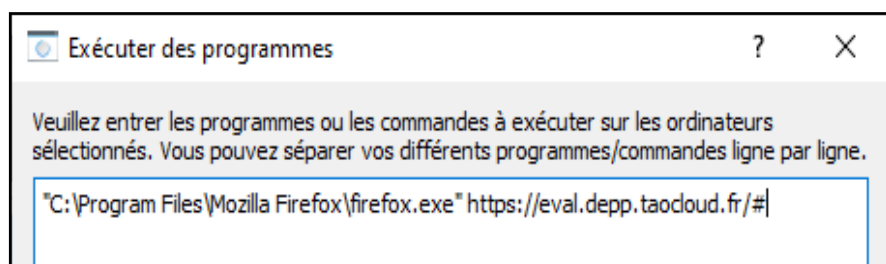 Exécuter des programmes
?
Veuillez entrer les programmes ou les commandes à exécuter sur les ordinateurs
sélectionnés. Vous pouvez séparer vos différents programmes/commandes ligne par ligne.
"C:\Program Files\Mozilla Firefox\firefox.exe" https://eval.depp.taocloud.fr/#